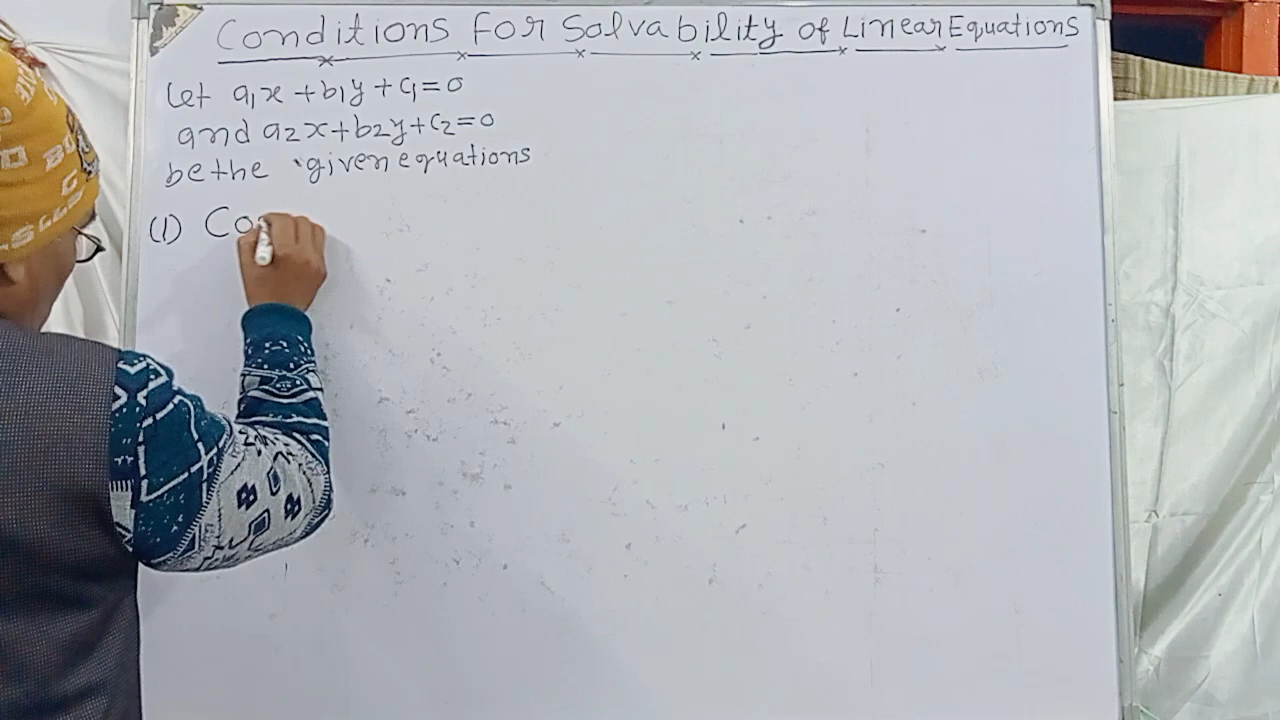 Conditions for Solvability of Linear Equations
Let a₁x + b₁y + c₁ = 0
and a₂x + b₂y + c₂ = 0
be the given equations
(1) Co